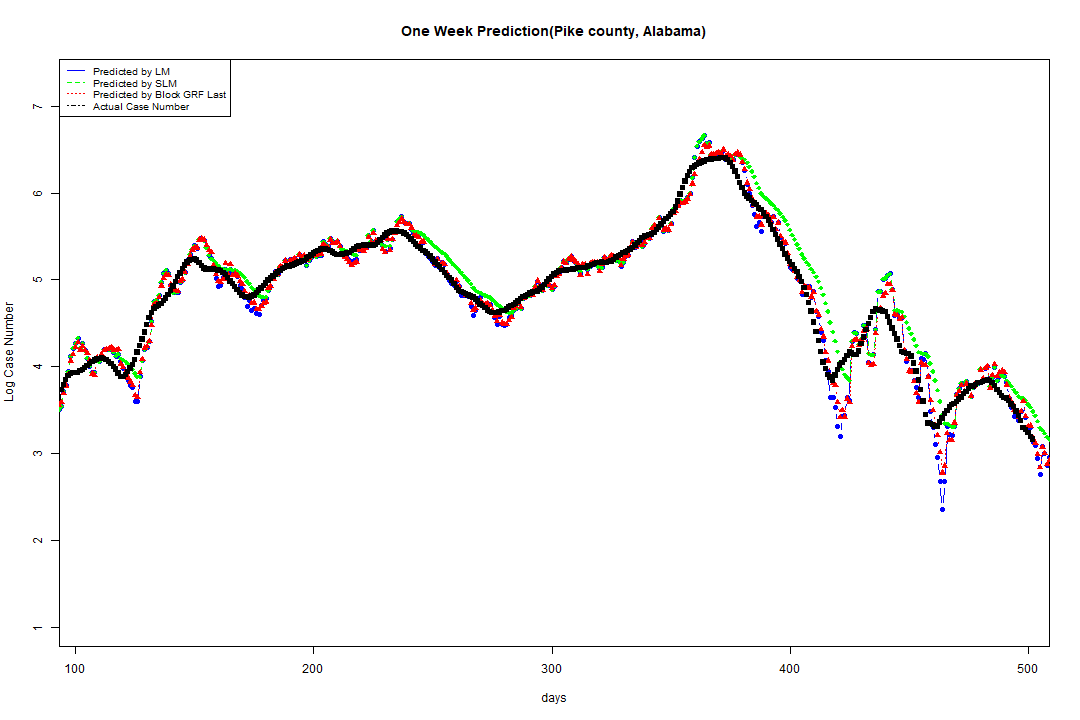 One Week Prediction(Pike county, Alabama)
Predicted by LM
Predicted by SLM
Predicted by Block GRF Last
Actual Case Number
7
6
5
4
3
2
1
Log Case Number
100 200 300 400 500
days